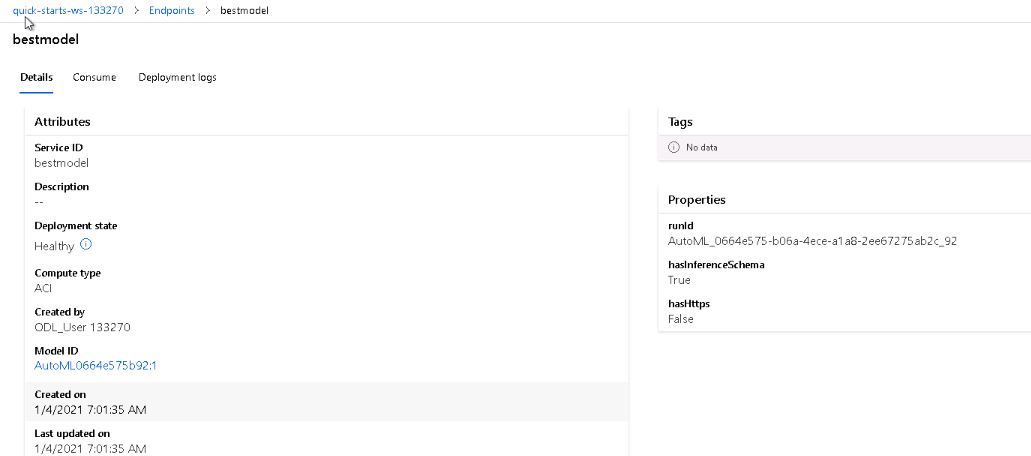 quick-starts-ws-133270 > Endpoints > bestmodel
bestmodel
Details Consume Deployment logs
Attributes
Service ID
bestmodel
Description
--
Deployment state
Healthy
Compute type
ACI
Created by
ODL_User 133270
Model ID
AutoML0664e575b92:1
Created on
1/4/2021 7:01:35 AM
Last updated on
1/4/2021 7:01:35 AM
Tags
No data
Properties
runId
AutoML_0664e575-b06a-4ece-a1a8-2ee67275ab2c_92
hasInferenceSchema
True
hasHttps
False